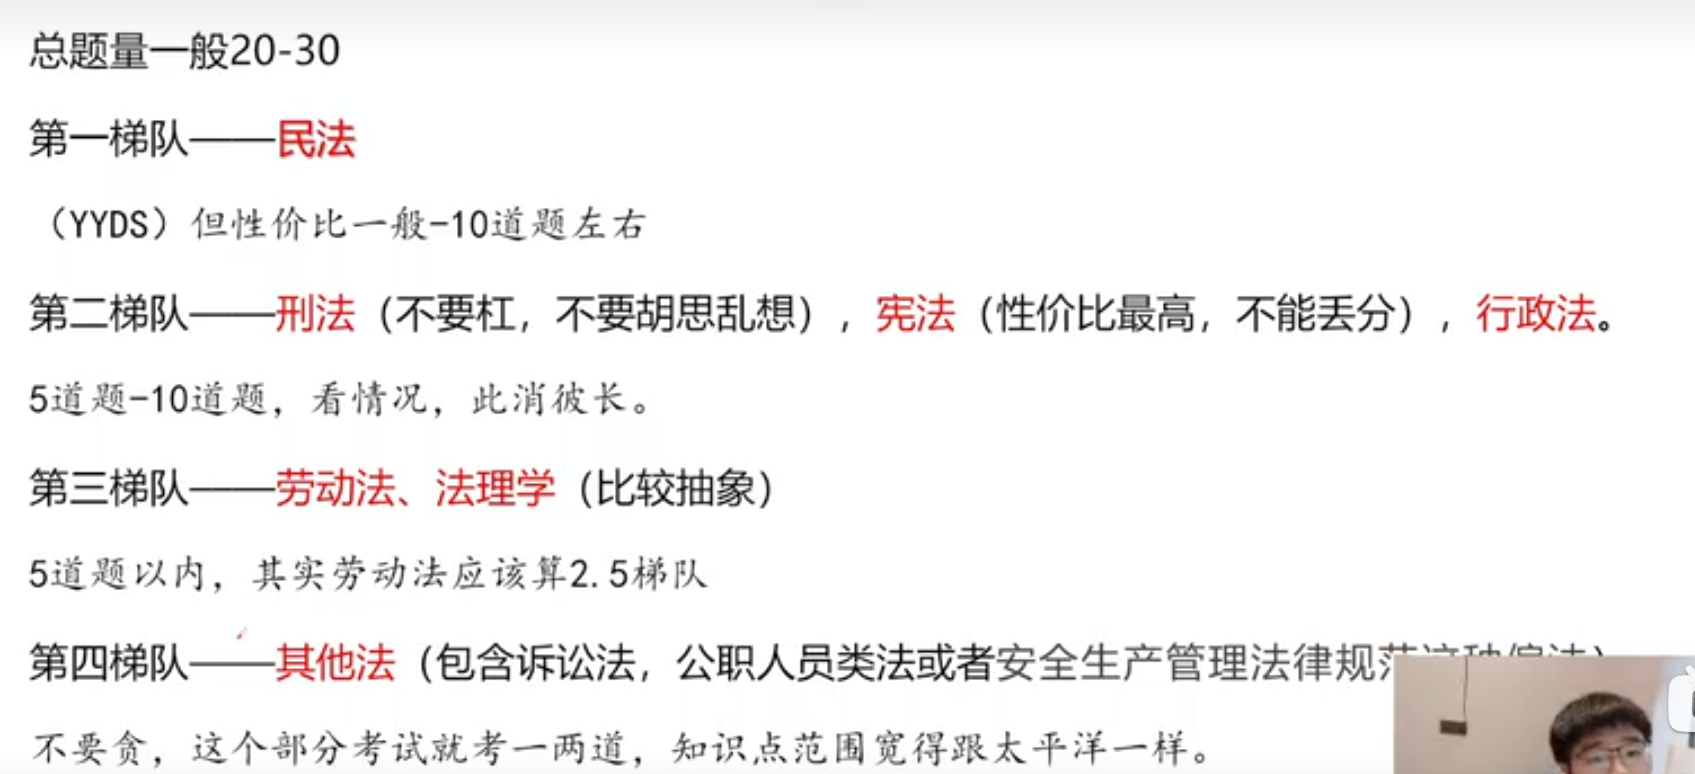 总题量一般20-30
第一梯队——民法
（YYDS）但性价比一般-10道题左右
第二梯队——刑法（不要杠，不要胡思乱想），宪法（性价比最高，不能丢分），行政法。
5道题-10道题，看情况，此消彼长。
第三梯队——劳动法、法理学（比较抽象）
5道题以内，其实劳动法应该算2.5梯队
第四梯队——其他法（包含诉讼法，公职人员类法或者安全生产管理法律规范这种偏法）
不要贪，这个部分考试就考一两道，知识点范围宽得跟太平洋一样。